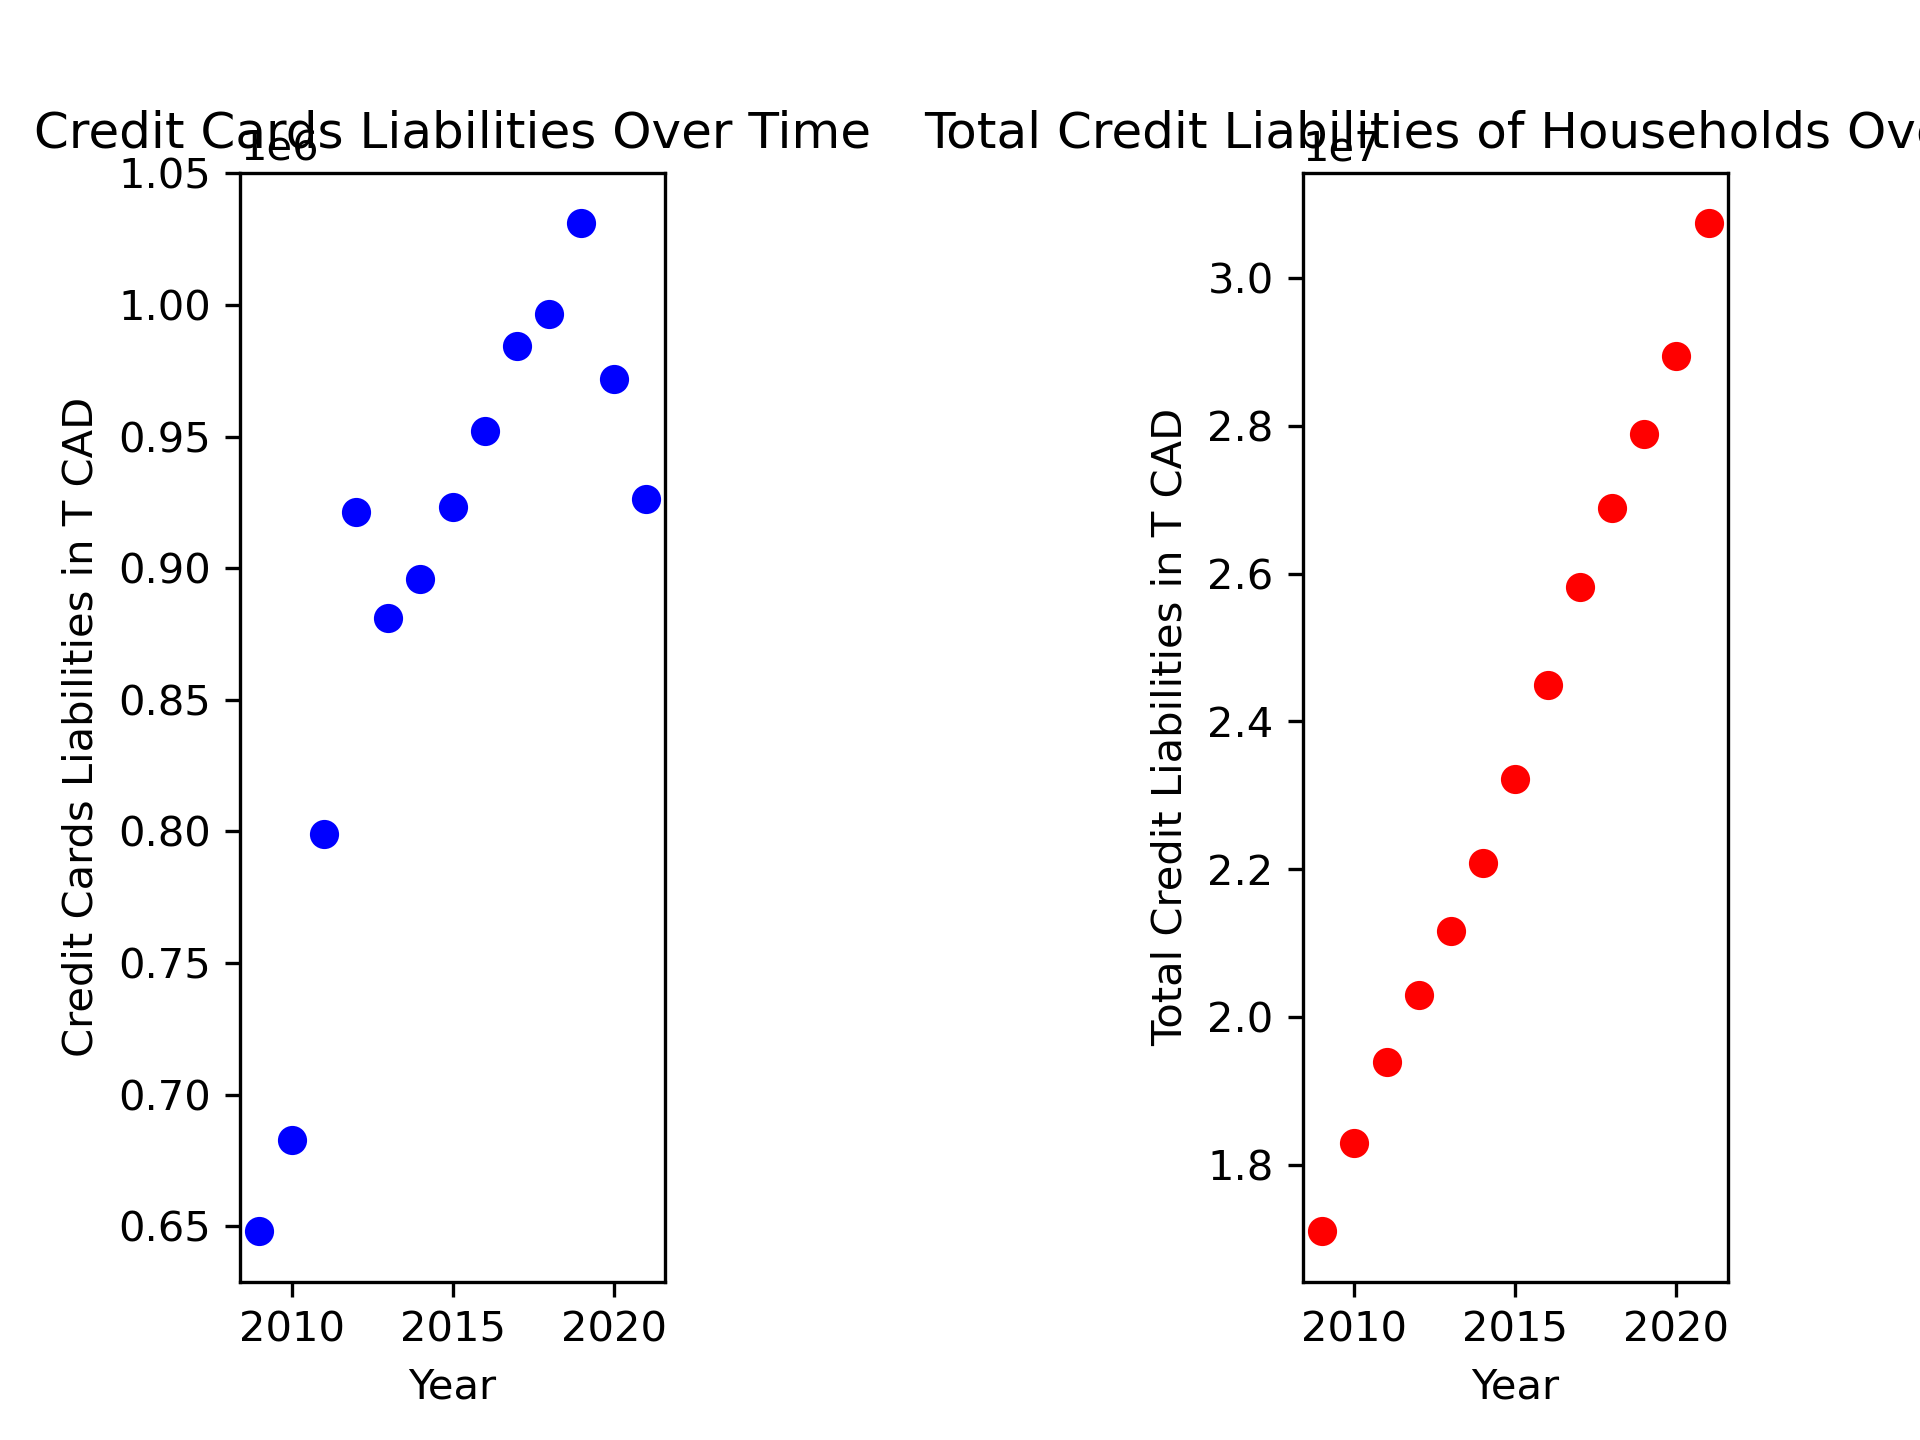 Credit Cards Liabilities Over Time
1e6
1.05
1.00
0.95
0.90
0.85
0.80
0.75
0.70
0.65
Credit Cards Liabilities in T CAD
2010 2015 2020
Year
Total Credit Liabilities of Households Ov
1e7
3.0
2.8
2.6
2.4
2.2
2.0
1.8
Total Credit Liabilities in T CAD
2010 2015 2020
Year